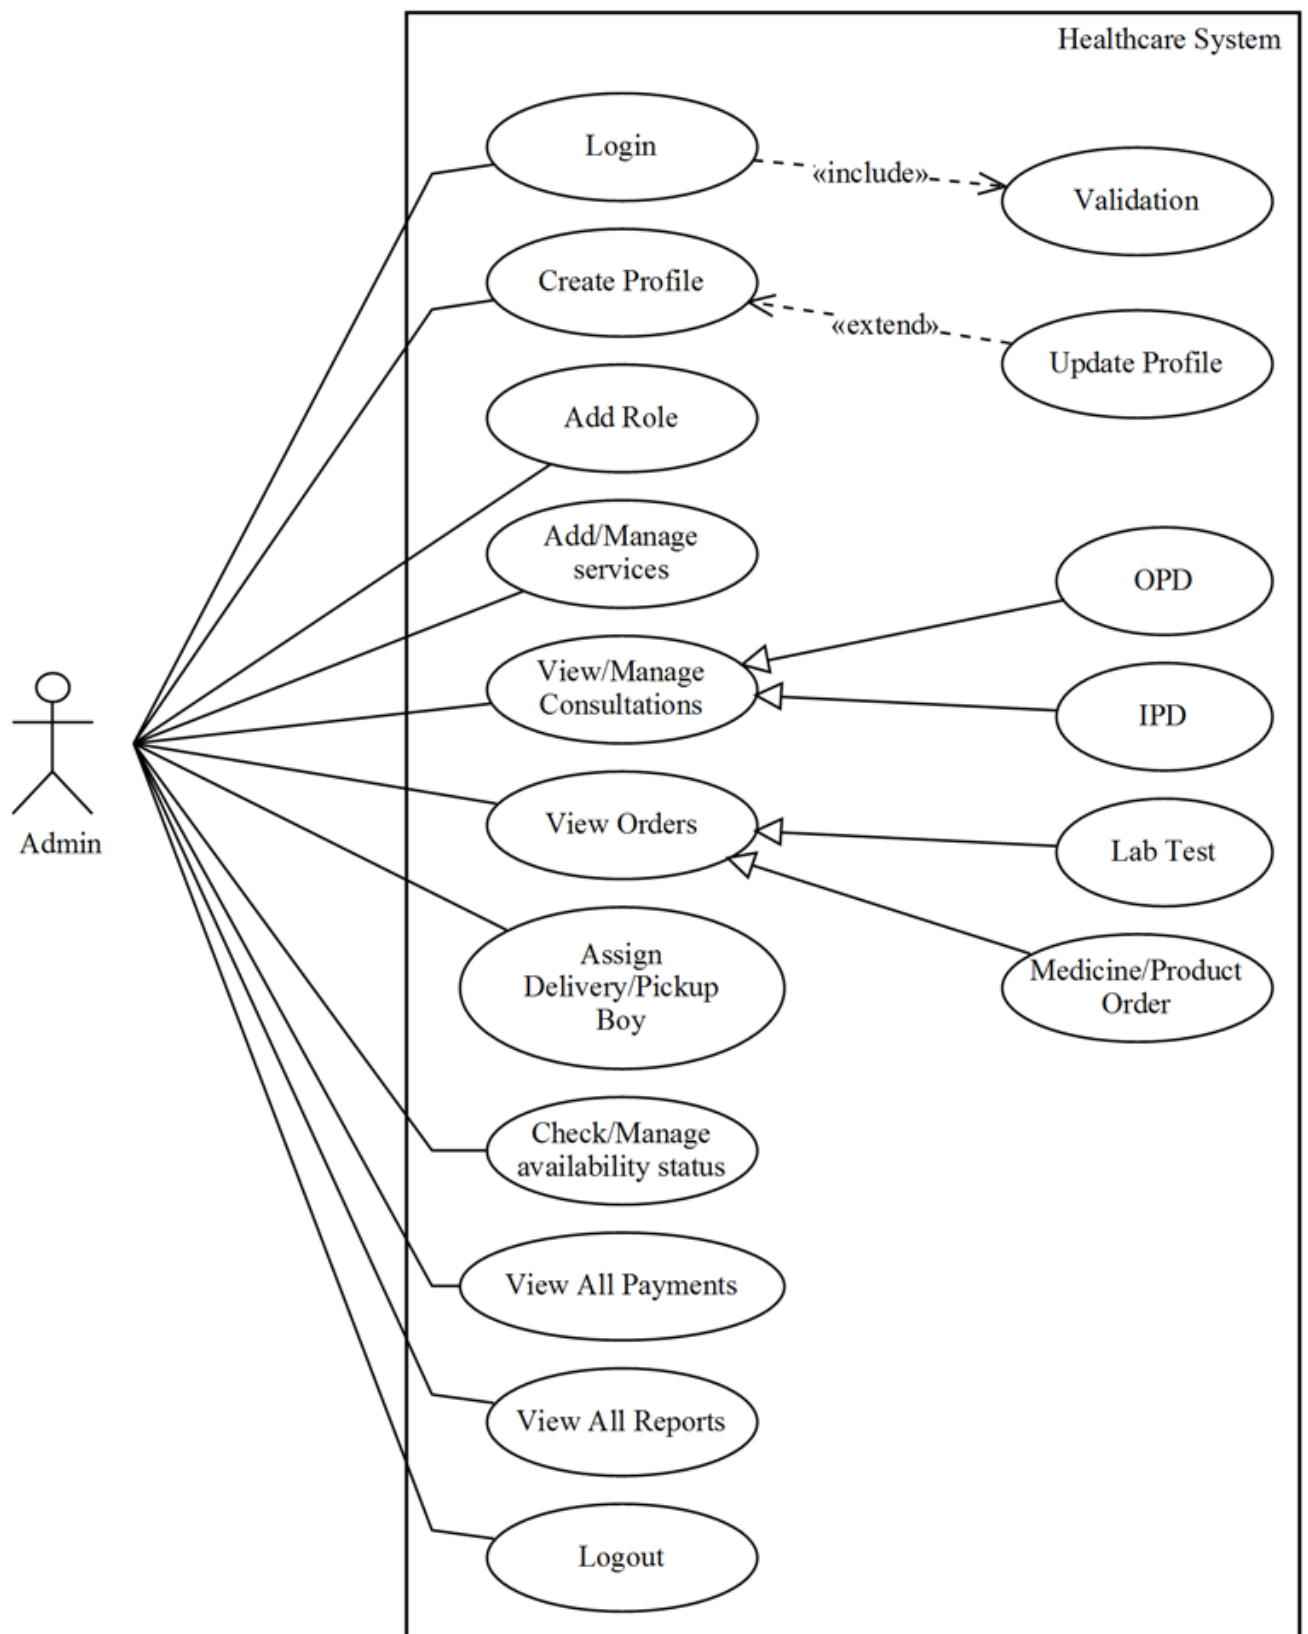 Healthcare System
Login
«include»
Validation
Create Profile
«extend»
Update Profile
Add Role
Add/Manage
services
OPD
View/Manage
Consultations
IPD
View Orders
Lab Test
Admin
Assign
Delivery/Pickup
Boy
Medicine/Product
Order
Check/Manage
availability status
View All Payments
View All Reports
Logout